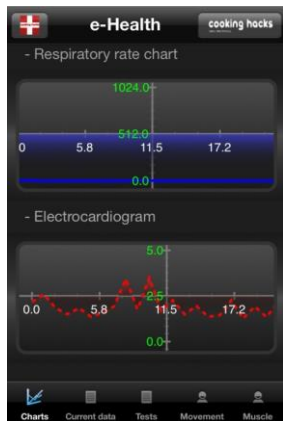 e-Health
cooking hacks
- Respiratory rate chart
1024.0
512.0
0 5.8 11.5 17.2
0.0
- Electrocardiogram
5.0
2.5
0.0 5.8 11.5 17.2
0.0
Charts Current data Tests Movement Muscle